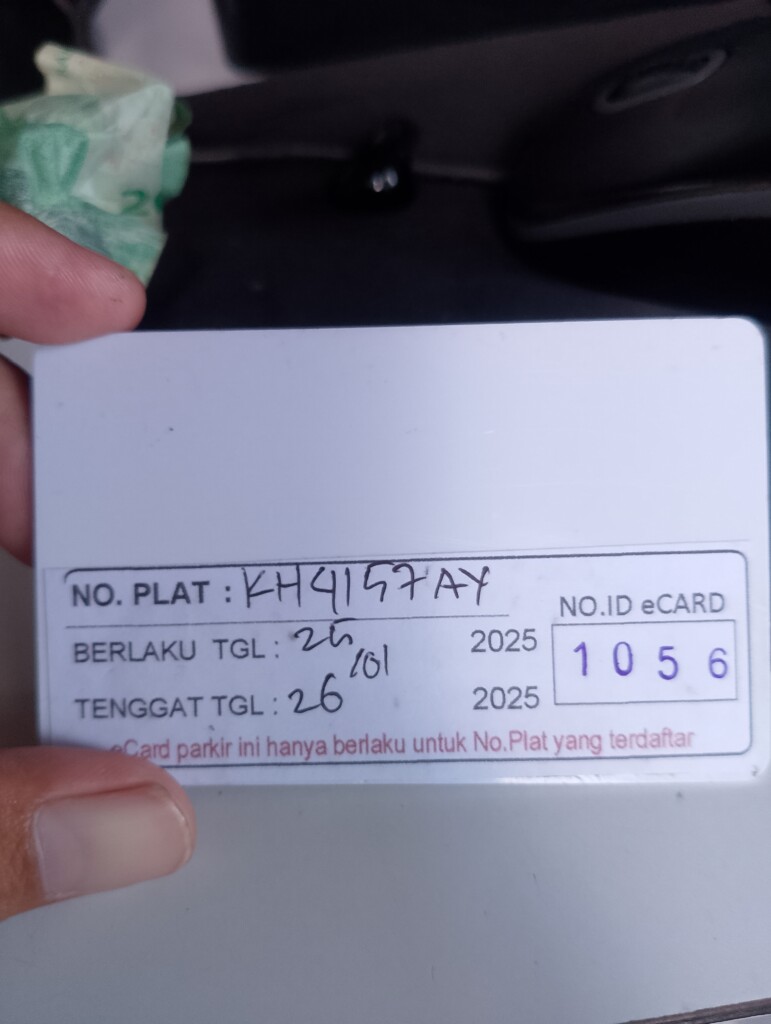 NO. PLAT : KH4157AY
NO.ID eCARD
BERLAKU TGL : 25 2025
/01
1056
TENGGAT TGL : 26 2025
eCard parkir ini hanya berlaku untuk No.Plat yang terdaftar